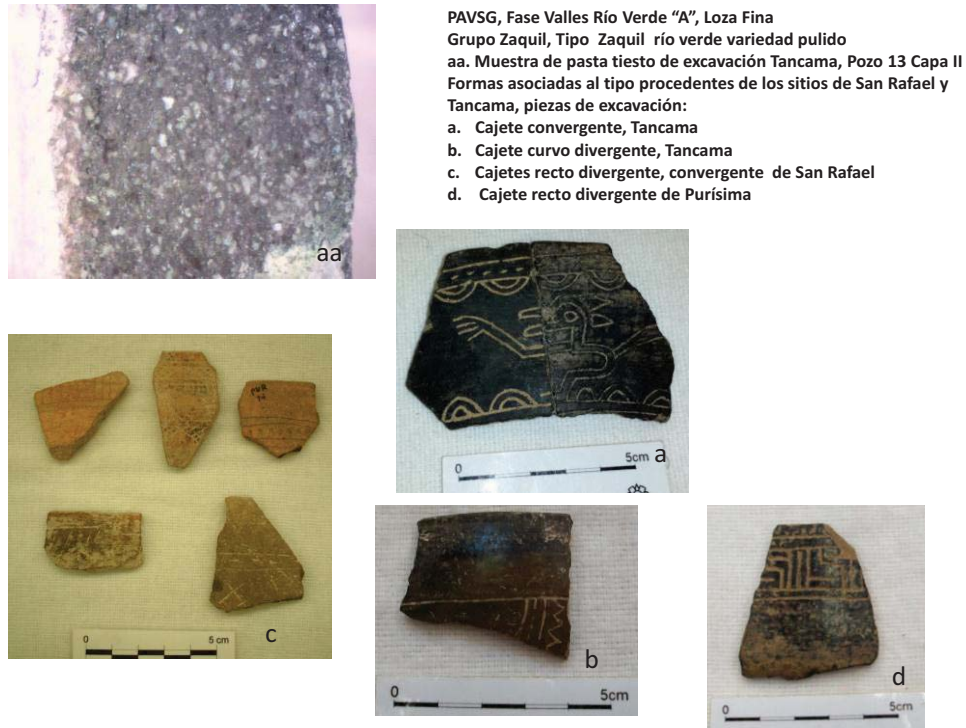 PAVSG, Fase Valles Río Verde “A”, Loza Fina
Grupo Zaquil, Tipo Zaquil río verde variedad pulido
aa. Muestra de pasta tiesto de excavación Tancama, Pozo 13 Capa II
Formas asociadas al tipo procedentes de los sitios de San Rafael y
Tancama, piezas de excavación:
a. Cajete convergente, Tancama
b. Cajete curvo divergente, Tancama
c. Cajetes recto divergente, convergente de San Rafael
d. Cajete recto divergente de Purísima
aa
0 5cm a
PUR
0 5 cm
c
b
0 5cm
d
0 5cm